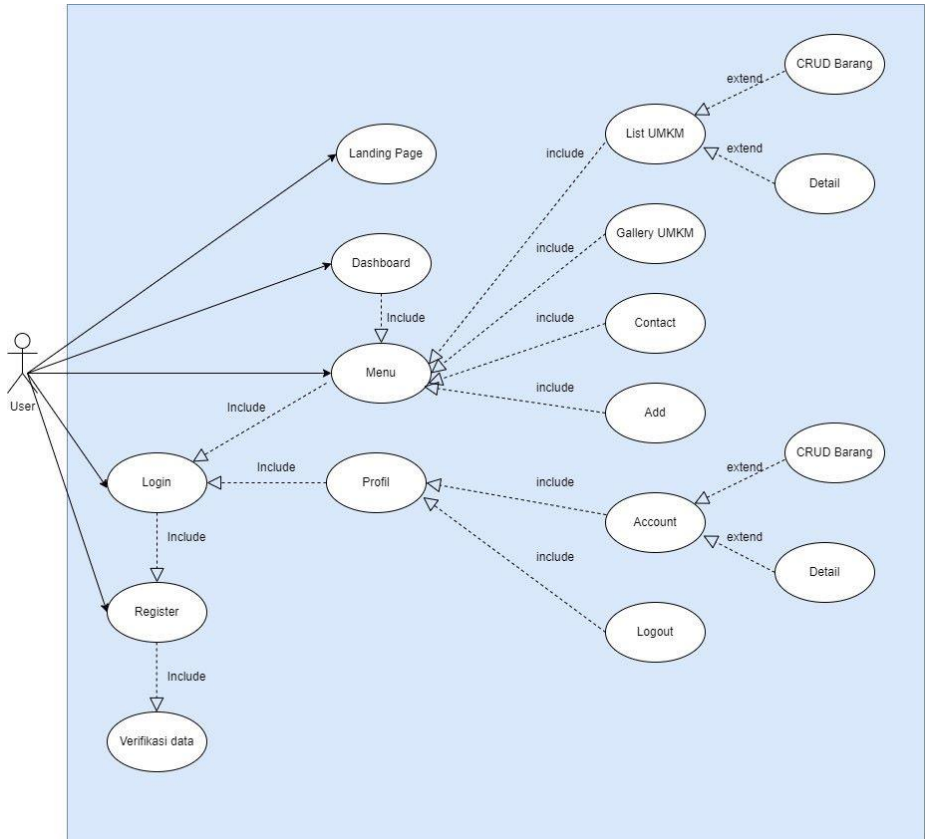 CRUD Barang
extend
List UMKM
include
extend
Landing Page
Detail
Gallery UMKM
include
Dashboard
Include
include
Contact
Menu
User
Include
include
Add
CRUD Barang
extend
Login
Include
Profil
include
Account
extend
Include
include
Detail
Register
Logout
Include
Verifikasi data